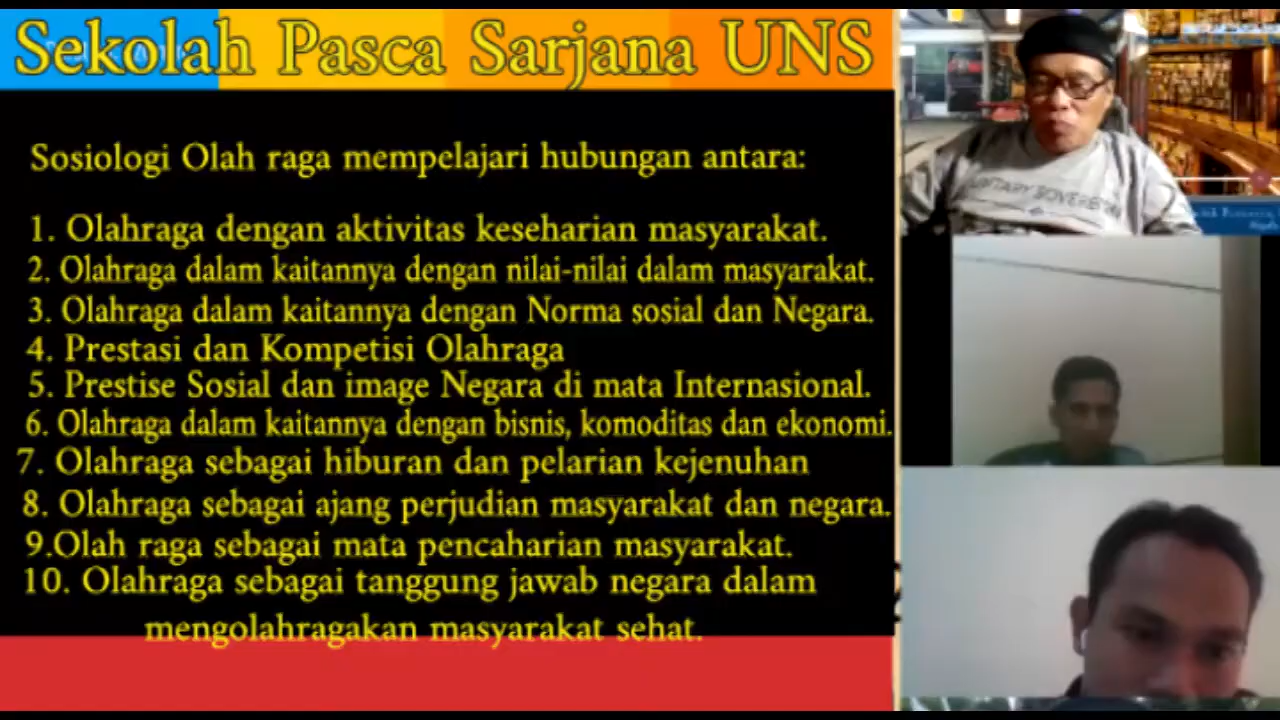 Sekolah Pasca Sarjana UNS
Sosiologi Olah raga mempelajari hubungan antara:
1. Olahraga dengan aktivitas keseharian masyarakat.
2. Olahraga dalam kaitannya dengan nilai-nilai dalam masyarakat.
3. Olahraga dalam kaitannya dengan Norma sosial dan Negara.
4. Prestasi dan Kompetisi Olahraga
5. Prestise Sosial dan image Negara di mata Internasional.
6. Olahraga dalam kaitannya dengan bisnis, komoditas dan ekonomi.
7. Olahraga sebagai hiburan dan pelarian kejenuhan
8. Olahraga sebagai ajang perjudian masyarakat dan negara.
9.Olah raga sebagai mata pencaharian masyarakat.
10. Olahraga sebagai tanggung jawab negara dalam
mengolahragakan masyarakat sehat.